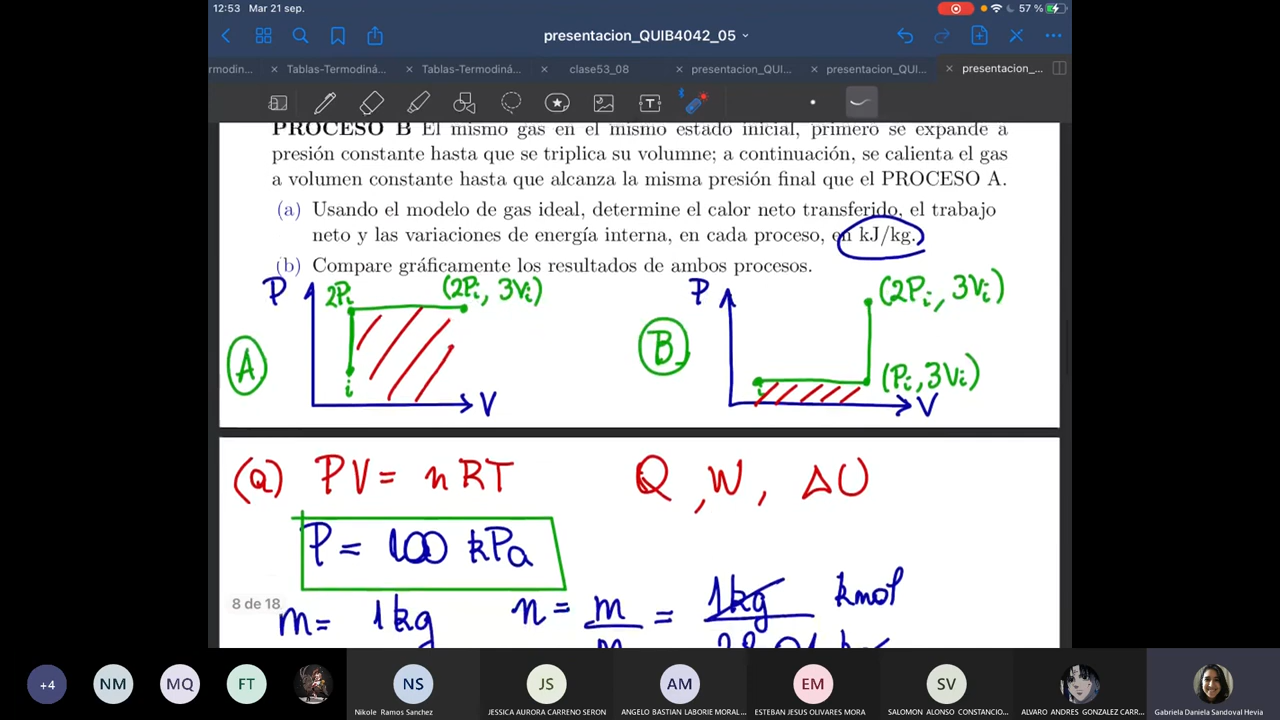 12:53 Mar 21 sep.
57 %
presentacion_QUIB4042_05
rmodin...
Tablas-Termodiná...
Tablas-Termodiná...
clase53_08
presentacion_QUI...
presentacion_QUI...
presentacion_...
PROCESO B El mismo gas en el mismo estado inicial, primero se expande a
presión constante hasta que se triplica su volumne; a continuación, se calienta el gas
a volumen constante hasta que alcanza la misma presión final que el PROCESO A.
(a) Usando el modelo de gas ideal, determine el calor neto transferido, el trabajo
neto y las variaciones de energía interna, en cada proceso, en kJ/kg.
(b) Compare gráficamente los resultados de ambos procesos.
P 2Pi (2Pi, 3Vi)
A
i
V
P (2Pi, 3Vi)
B
i (Pi, 3Vi)
V
(a) PV = nRT Q, W, ΔU
P = 100 kPa
8 de 18
m = 1kg n = m = 1kg kmol
+4
NM
MQ
FT
NS
Nikole Ramos Sanchez
JS
JESSICA AURORA CARRENO SERON
AM
ANGELO BASTIAN LABORIE MORAL...
EM
ESTEBAN JESUS OLIVARES MORA
SV
SALOMON ALONSO CONSTANCIO...
ALVARO ANDRES GONZALEZ CARR...
Gabriela Daniela Sandoval Hevia